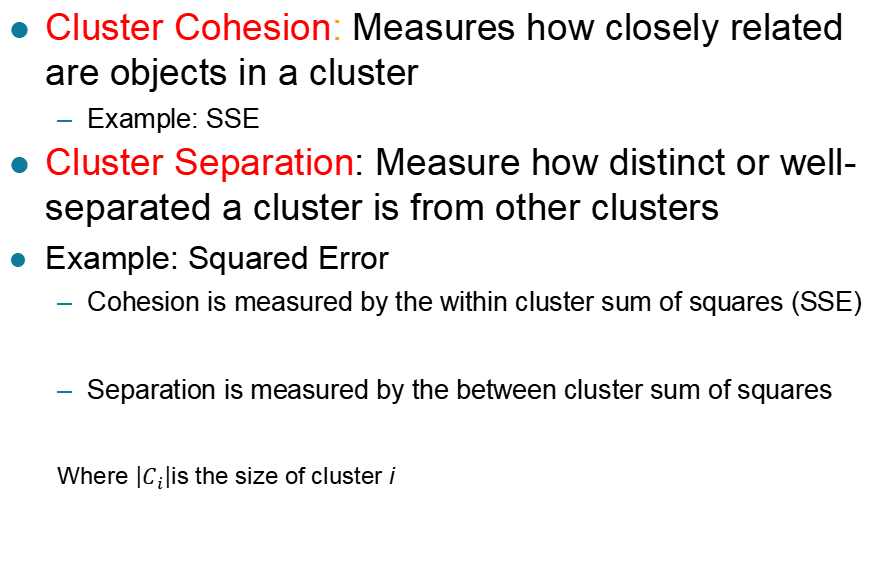 ● Cluster Cohesion: Measures how closely related
are objects in a cluster
– Example: SSE
● Cluster Separation: Measure how distinct or well-
separated a cluster is from other clusters
● Example: Squared Error
– Cohesion is measured by the within cluster sum of squares (SSE)
– Separation is measured by the between cluster sum of squares
Where |𝐶ᵢ|is the size of cluster i